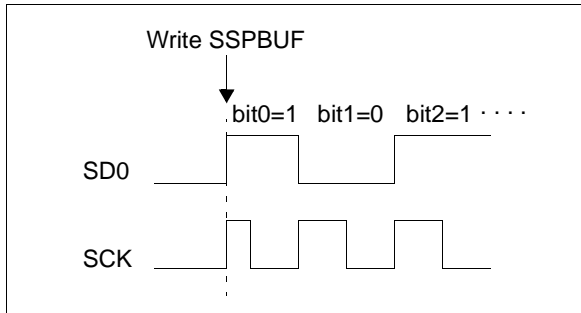 Write SSPBUF
bit0=1 bit1=0 bit2=1 · · · ·
SD0
SCK